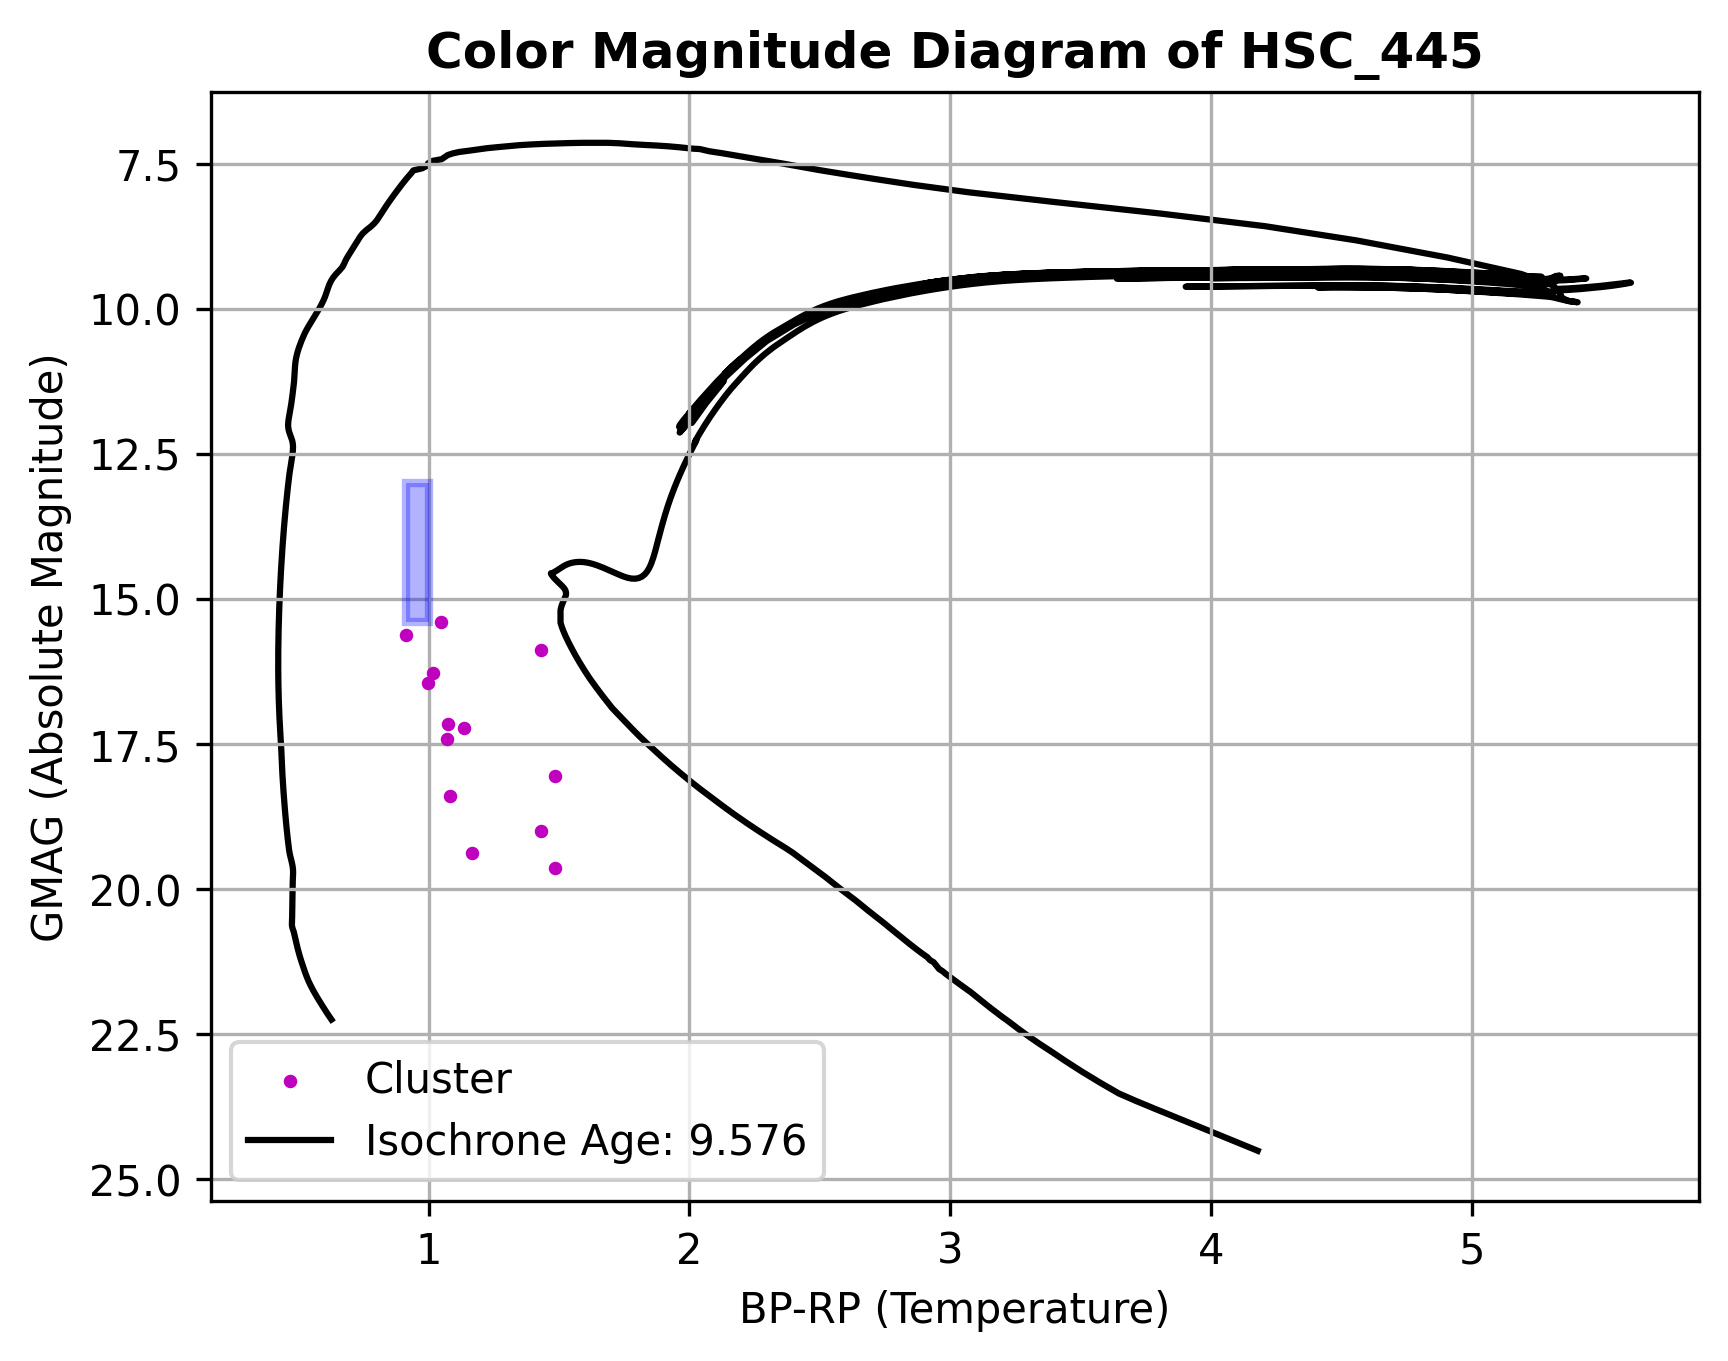 Color Magnitude Diagram of HSC_445
GMAG (Absolute Magnitude)
7.5
10.0
12.5
15.0
17.5
20.0
22.5
25.0
Cluster
Isochrone Age: 9.576
1 2 3 4 5
BP-RP (Temperature)